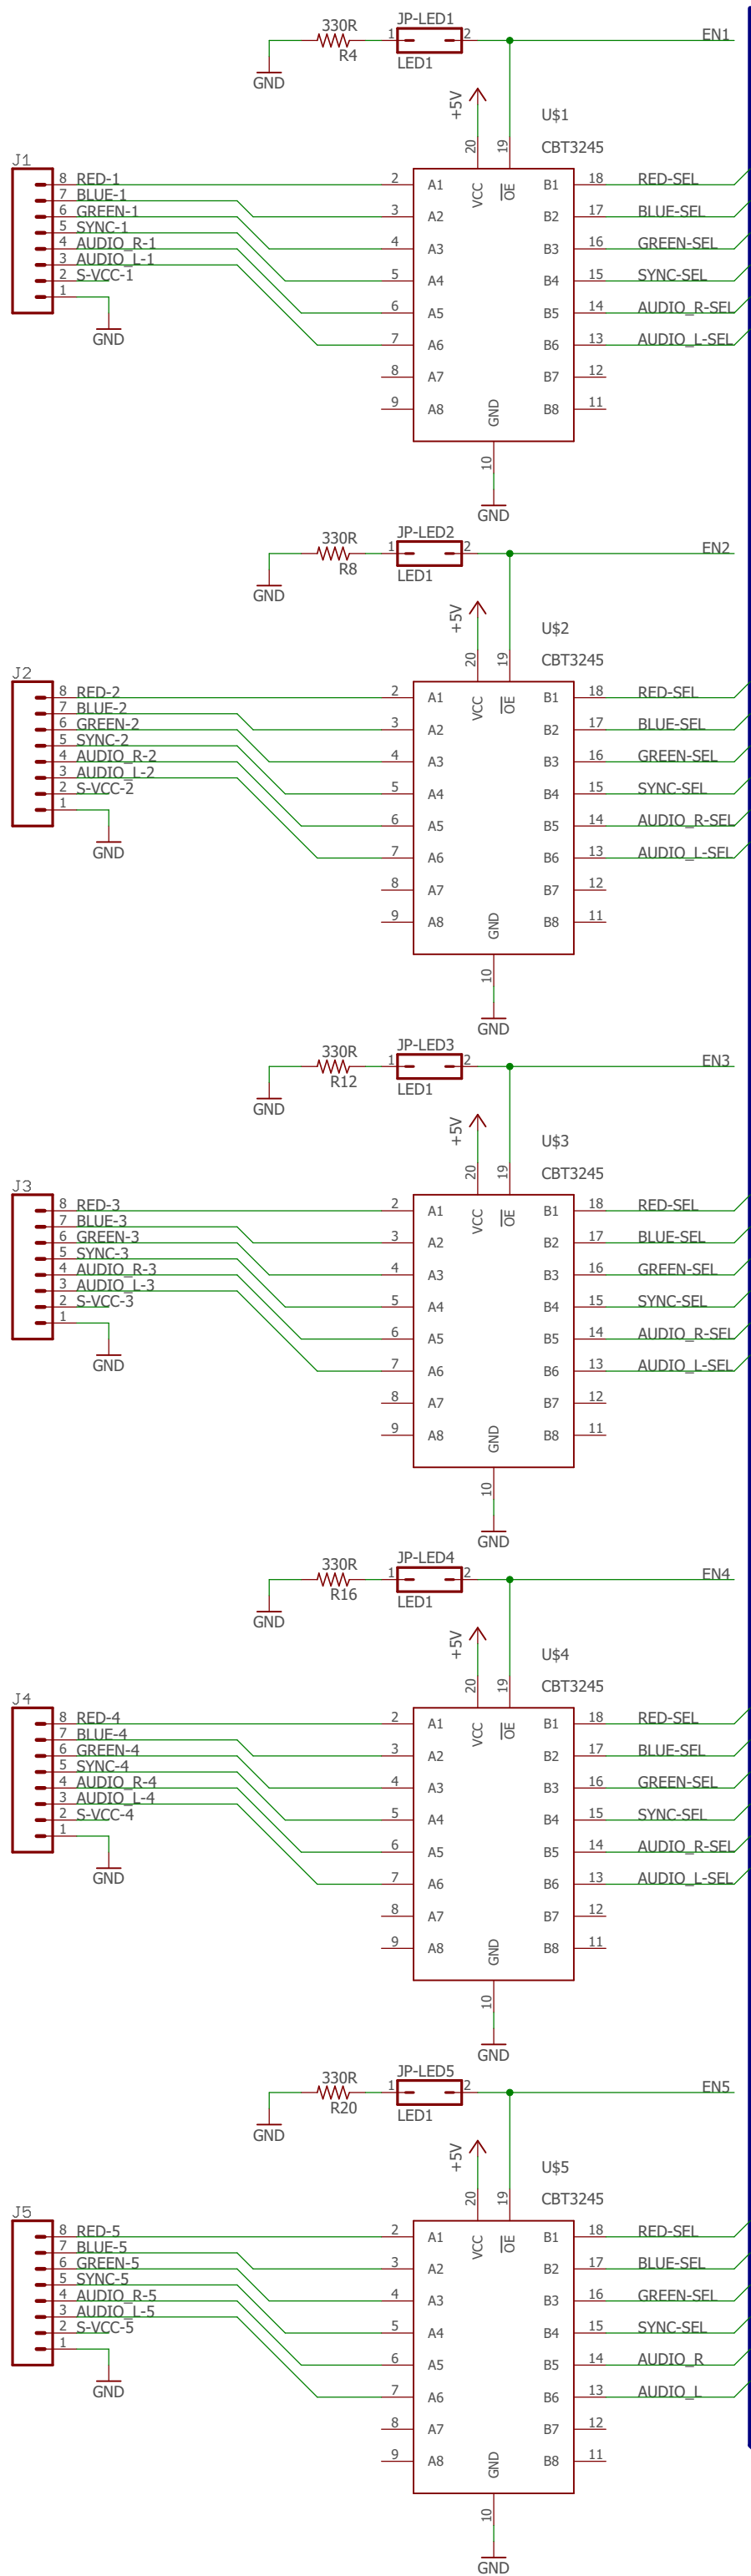 330R
JP-LED1
1
2
EN1
R4
LED1
GND
+5V
U$1
20
19
CBT3245
J1
8 RED-1
7 BLUE-1
6 GREEN-1
5 SYNC-1
4 AUDIO_R-1
3 AUDIO_L-1
2 S-VCC-1
1
GND
VCC
OE
2 A1 B1 18 RED-SEL
3 A2 B2 17 BLUE-SEL
4 A3 B3 16 GREEN-SEL
5 A4 B4 15 SYNC-SEL
6 A5 B5 14 AUDIO_R-SEL
7 A6 B6 13 AUDIO_L-SEL
8 A7 B7 12
9 A8 B8 11
GND
10
GND
330R
JP-LED2
1
2
EN2
R8
LED1
GND
+5V
U$2
20
19
CBT3245
J2
8 RED-2
7 BLUE-2
6 GREEN-2
5 SYNC-2
4 AUDIO_R-2
3 AUDIO_L-2
2 S-VCC-2
1
GND
VCC
OE
2 A1 B1 18 RED-SEL
3 A2 B2 17 BLUE-SEL
4 A3 B3 16 GREEN-SEL
5 A4 B4 15 SYNC-SEL
6 A5 B5 14 AUDIO_R-SEL
7 A6 B6 13 AUDIO_L-SEL
8 A7 B7 12
9 A8 B8 11
GND
10
GND
330R
JP-LED3
1
2
EN3
R12
LED1
GND
+5V
U$3
20
19
CBT3245
J3
8 RED-3
7 BLUE-3
6 GREEN-3
5 SYNC-3
4 AUDIO_R-3
3 AUDIO_L-3
2 S-VCC-3
1
GND
VCC
OE
2 A1 B1 18 RED-SEL
3 A2 B2 17 BLUE-SEL
4 A3 B3 16 GREEN-SEL
5 A4 B4 15 SYNC-SEL
6 A5 B5 14 AUDIO_R-SEL
7 A6 B6 13 AUDIO_L-SEL
8 A7 B7 12
9 A8 B8 11
GND
10
GND
330R
JP-LED4
1
2
EN4
R16
LED1
GND
+5V
U$4
20
19
CBT3245
J4
8 RED-4
7 BLUE-4
6 GREEN-4
5 SYNC-4
4 AUDIO_R-4
3 AUDIO_L-4
2 S-VCC-4
1
GND
VCC
OE
2 A1 B1 18 RED-SEL
3 A2 B2 17 BLUE-SEL
4 A3 B3 16 GREEN-SEL
5 A4 B4 15 SYNC-SEL
6 A5 B5 14 AUDIO_R-SEL
7 A6 B6 13 AUDIO_L-SEL
8 A7 B7 12
9 A8 B8 11
GND
10
GND
330R
JP-LED5
1
2
EN5
R20
LED1
GND
+5V
U$5
20
19
CBT3245
J5
8 RED-5
7 BLUE-5
6 GREEN-5
5 SYNC-5
4 AUDIO_R-5
3 AUDIO_L-5
2 S-VCC-5
1
GND
VCC
OE
2 A1 B1 18 RED-SEL
3 A2 B2 17 BLUE-SEL
4 A3 B3 16 GREEN-SEL
5 A4 B4 15 SYNC-SEL
6 A5 B5 14 AUDIO_R
7 A6 B6 13 AUDIO_L
8 A7 B7 12
9 A8 B8 11
GND
10
GND